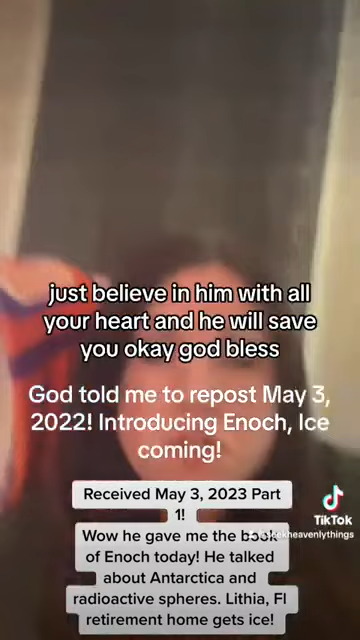 just believe in him with all
your heart and he will save
you okay god bless
God told me to repost May 3,
2022! Introducing Enoch, Ice
coming!
Received May 3, 2023 Part
1!
Wow he gave me the book
of Enoch today! He talked
about Antarctica and
radioactive spheres. Lithia, Fl
retirement home gets ice!
TikTok